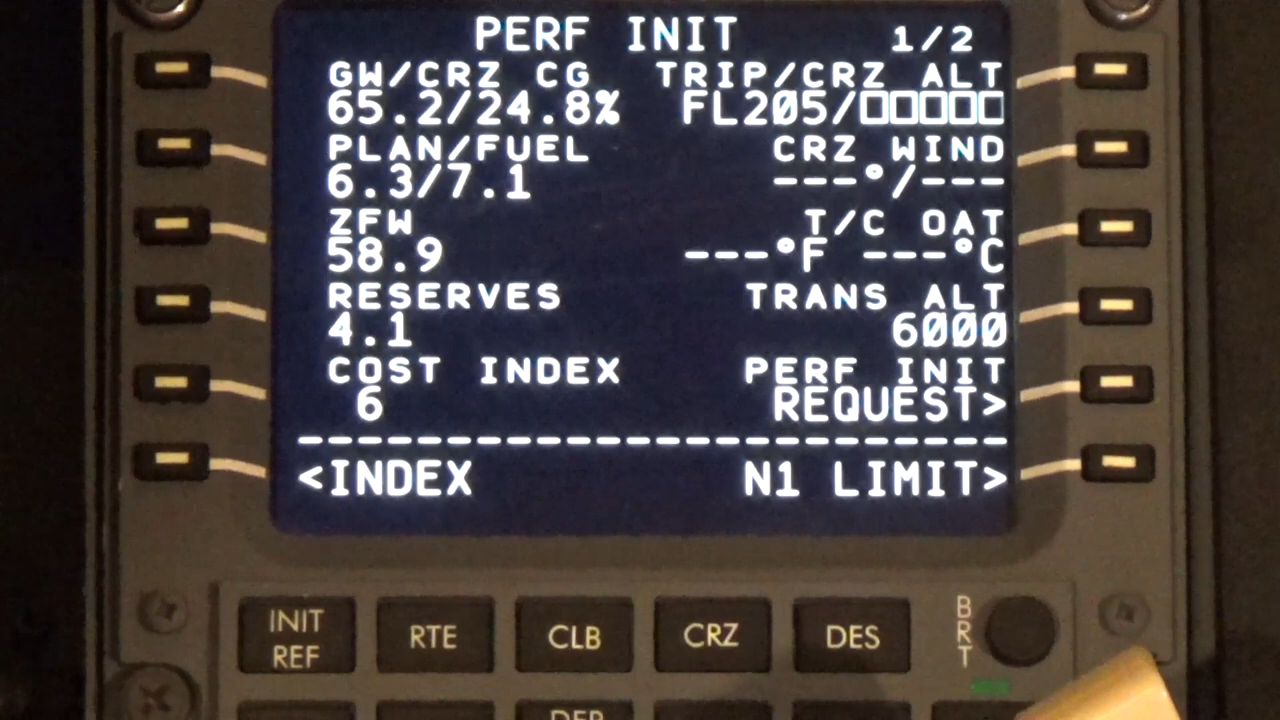 PERF INIT 1/2
GW/CRZ CG TRIP/CRZ ALT
65.2/24.8% FL205/□□□□□
PLAN/FUEL CRZ WIND
6.3/7.1 ---°/---
ZFW T/C OAT
58.9 ---°F ---°C
RESERVES TRANS ALT
4.1 6000
COST INDEX PERF INIT
6 REQUEST>
------------------------
<INDEX N1 LIMIT>
INIT REF
RTE
CLB
CRZ
DES
BRT
DEP